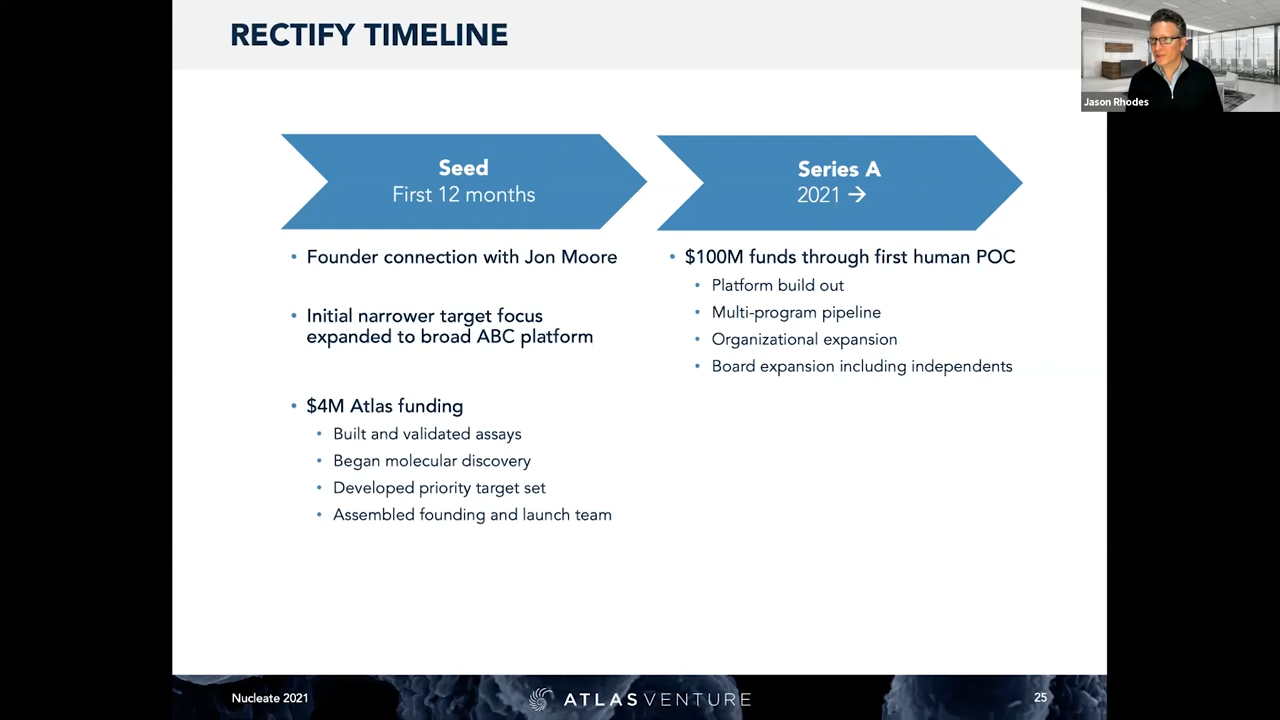 RECTIFY TIMELINE
Jason Rhodes
Seed
First 12 months
Series A
2021 →
• Founder connection with Jon Moore
• Initial narrower target focus
expanded to broad ABC platform
• $4M Atlas funding
• Built and validated assays
• Began molecular discovery
• Developed priority target set
• Assembled founding and launch team
• $100M funds through first human POC
• Platform build out
• Multi-program pipeline
• Organizational expansion
• Board expansion including independents
Nucleate 2021
ATLAS VENTURE
25